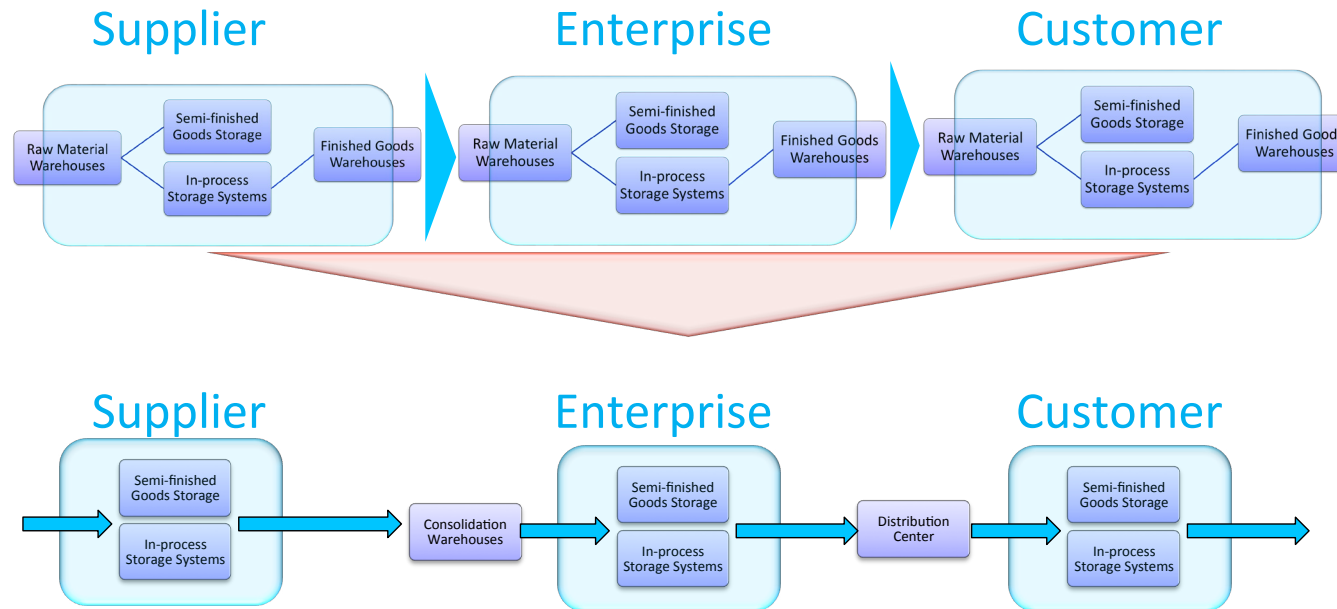 Supplier
Enterprise
Customer
Semi-finished
Goods Storage
Raw Material
Warehouses
Finished Goods
Warehouses
In-process
Storage Systems
Semi-finished
Goods Storage
Raw Material
Warehouses
Finished Goods
Warehouses
In-process
Storage Systems
Semi-finished
Goods Storage
Raw Material
Warehouses
Finished Goods
Warehouses
In-process
Storage Systems
Supplier
Enterprise
Customer
Semi-finished
Goods Storage
In-process
Storage Systems
Consolidation
Warehouses
Semi-finished
Goods Storage
In-process
Storage Systems
Distribution
Center
Semi-finished
Goods Storage
In-process
Storage Systems